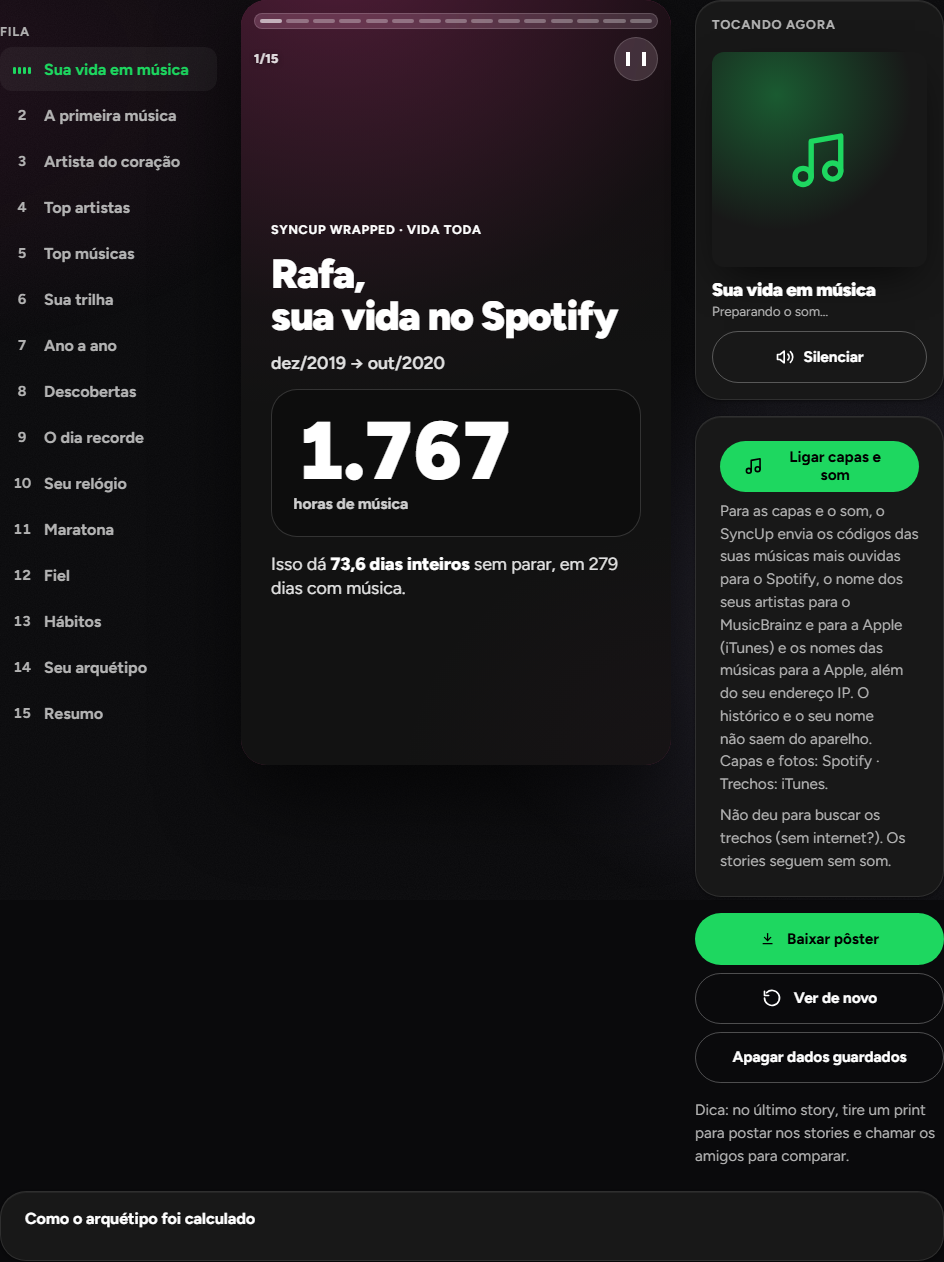 FILA
Sua vida em música
2 A primeira música
3 Artista do coração
4 Top artistas
5 Top músicas
6 Sua trilha
7 Ano a ano
8 Descobertas
9 O dia recorde
10 Seu relógio
11 Maratona
12 Fiel
13 Hábitos
14 Seu arquétipo
15 Resumo
1/15
SYNCUP WRAPPED · VIDA TODA
Rafa,
sua vida no Spotify
dez/2019 → out/2020
1.767
horas de música
Isso dá 73,6 dias inteiros sem parar, em 279
dias com música.
TOCANDO AGORA
Sua vida em música
Preparando o som...
Silenciar
Ligar capas e
som
Para as capas e o som, o
SyncUp envia os códigos das
suas músicas mais ouvidas
para o Spotify, o nome dos
seus artistas para o
MusicBrainz e para a Apple
(iTunes) e os nomes das
músicas para a Apple, além
do seu endereço IP. O
histórico e o seu nome
não saem do aparelho.
Capas e fotos: Spotify ·
Trechos: iTunes.
Não deu para buscar os
trechos (sem internet?). Os
stories seguem sem som.
Baixar pôster
Ver de novo
Apagar dados guardados
Dica: no último story, tire um print
para postar nos stories e chamar os
amigos para comparar.
Como o arquétipo foi calculado